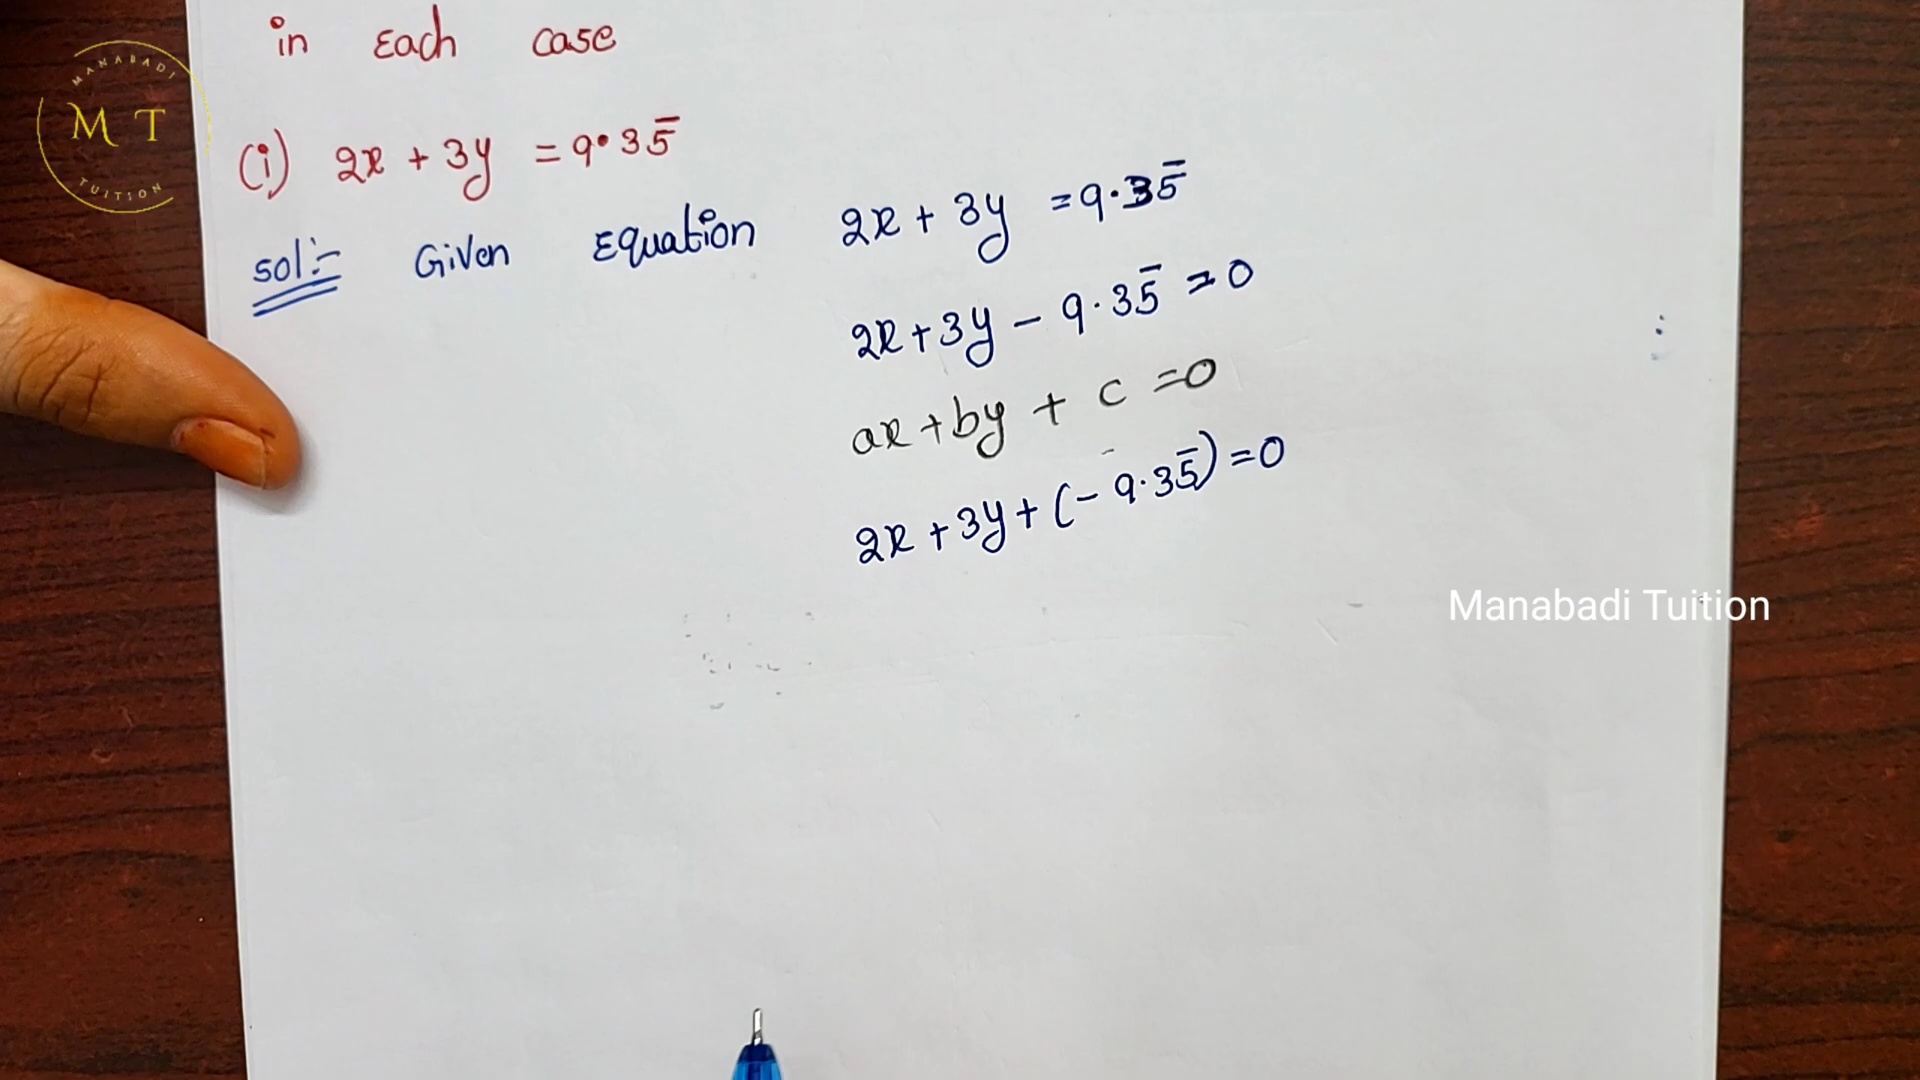 in Each case
MANABADI
M T
TUITION
(i) 2x + 3y = 9.35̅
Sol:- Given Equation 2x + 3y = 9.35̅
2x + 3y - 9.35̅ = 0
ax + by + c = 0
2x + 3y + (- 9.35̅) = 0
Manabadi Tuition